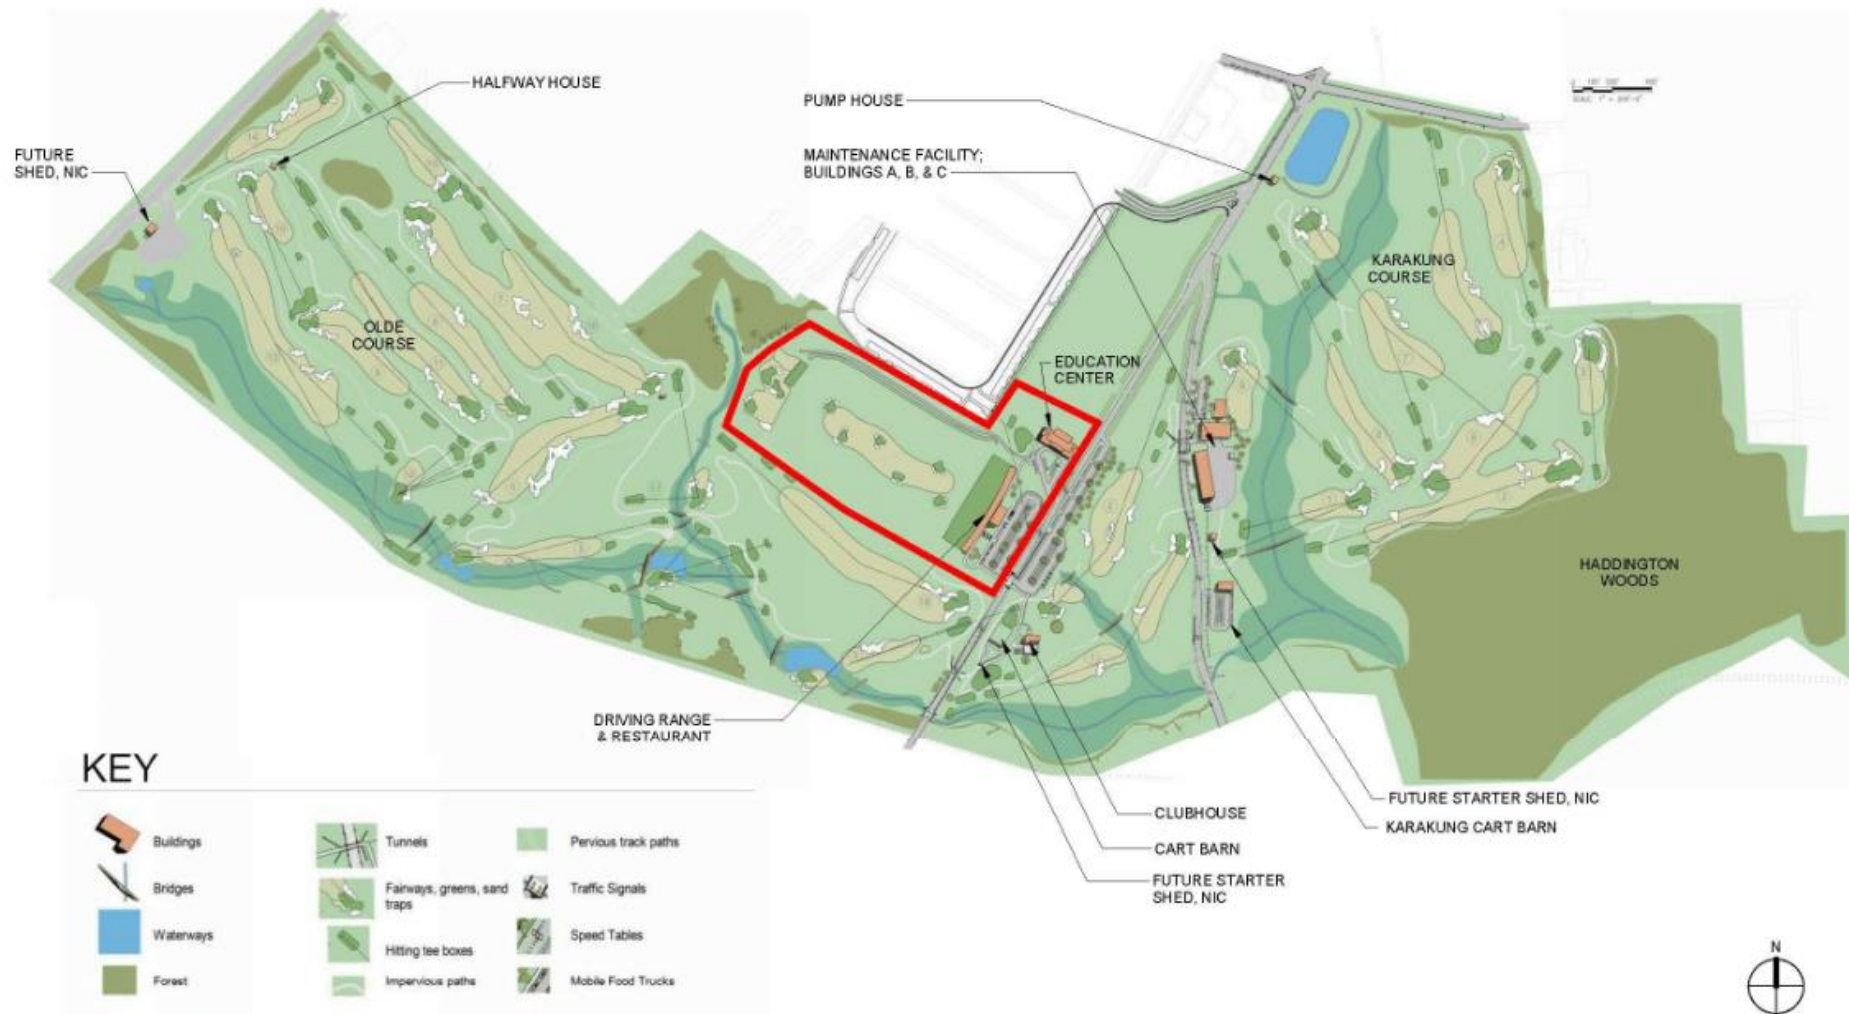 HALFWAY HOUSE
PUMP HOUSE
FUTURE
SHED, NIC
MAINTENANCE FACILITY;
BUILDINGS A, B, & C
KARAKUNG
COURSE
OLDE
COURSE
EDUCATION
CENTER
HADDINGTON
WOODS
DRIVING RANGE
& RESTAURANT
FUTURE STARTER SHED, NIC
KARAKUNG CART BARN
CLUBHOUSE
CART BARN
FUTURE STARTER
SHED, NIC
KEY
Buildings
Bridges
Waterways
Forest
Tunnels
Fairways, greens, sand
traps
Hitting tee boxes
Impervious paths
Pervious track paths
Traffic Signals
Speed Tables
Mobile Food Trucks
N